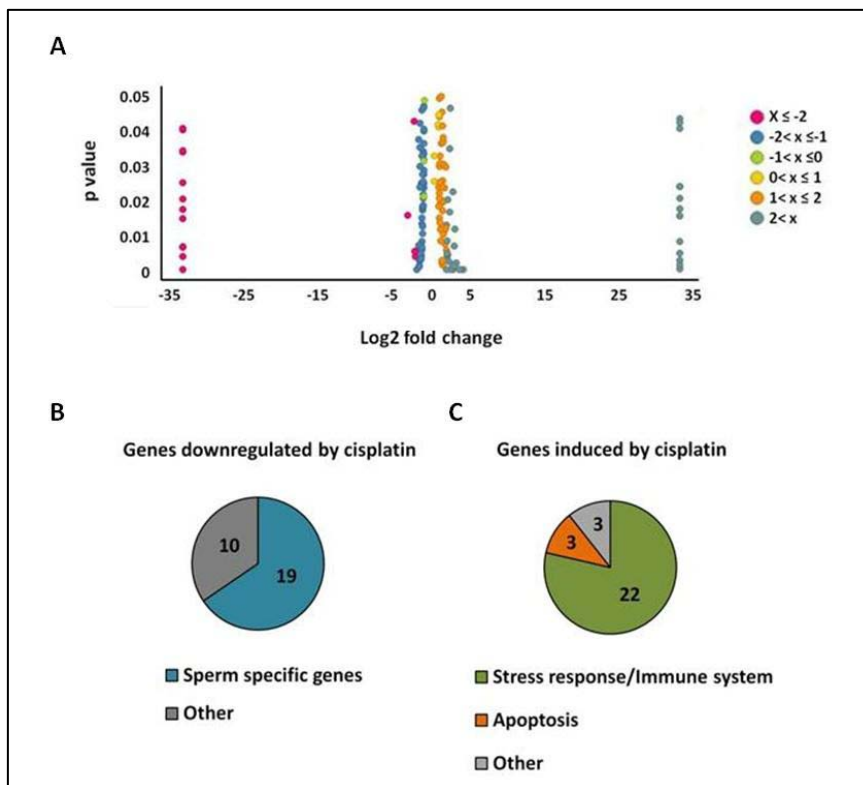 A
0.05
0.04
0.03
0.02
0.01
0
p value
-35
-25
-15
-5
0
5
15
25
35
Log2 fold change
X ≤ -2
-2< x ≤-1
-1< x ≤0
0< x ≤ 1
1< x ≤ 2
2< x
B
Genes downregulated by cisplatin
10
19
Sperm specific genes
Other
C
Genes induced by cisplatin
3
3
22
Stress response/Immune system
Apoptosis
Other